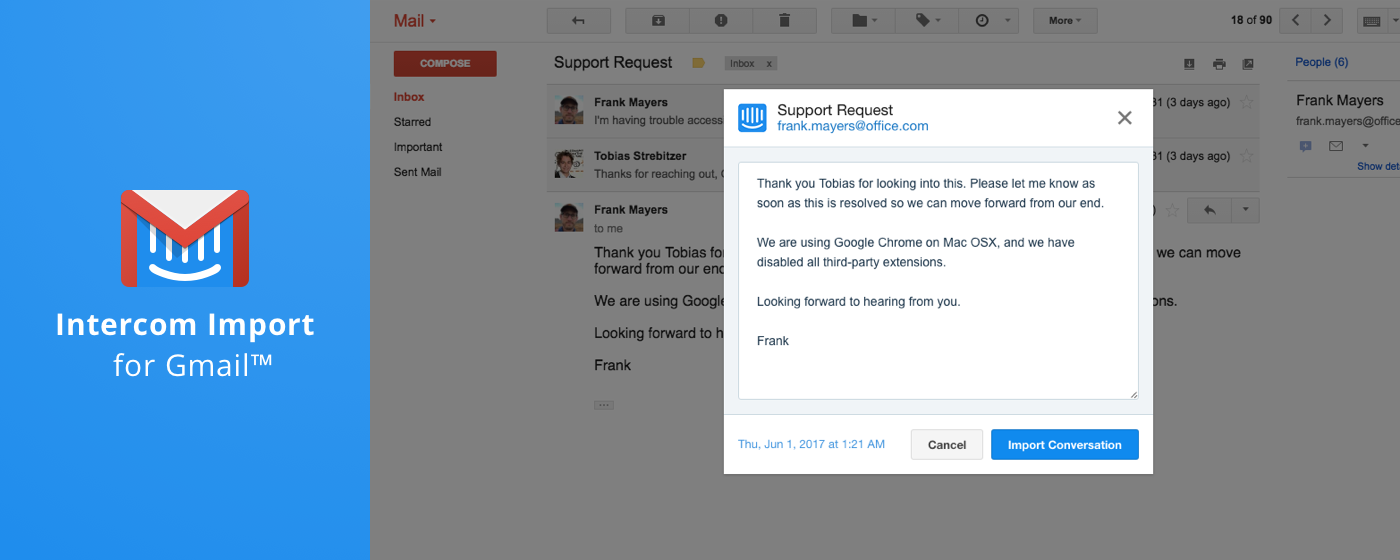 Intercom Import
for Gmail™
Mail
More
18 of 90
COMPOSE
Inbox
Starred
Important
Sent Mail
Support Request
Inbox x
People (6)
Frank Mayers
I'm having trouble access
31 (3 days ago)
Tobias Strebitzer
Thanks for reaching out,
31 (3 days ago)
Frank Mayers
to me
Thank you Tobias for
we can move
forward from our end
We are using Google
ons.
Looking forward to h
Frank
Frank Mayers
frank.mayers@office
Show det
Support Request
frank.mayers@office.com
Thank you Tobias for looking into this. Please let me know as
soon as this is resolved so we can move forward from our end.
We are using Google Chrome on Mac OSX, and we have
disabled all third-party extensions.
Looking forward to hearing from you.
Frank
Thu, Jun 1, 2017 at 1:21 AM
Cancel
Import Conversation